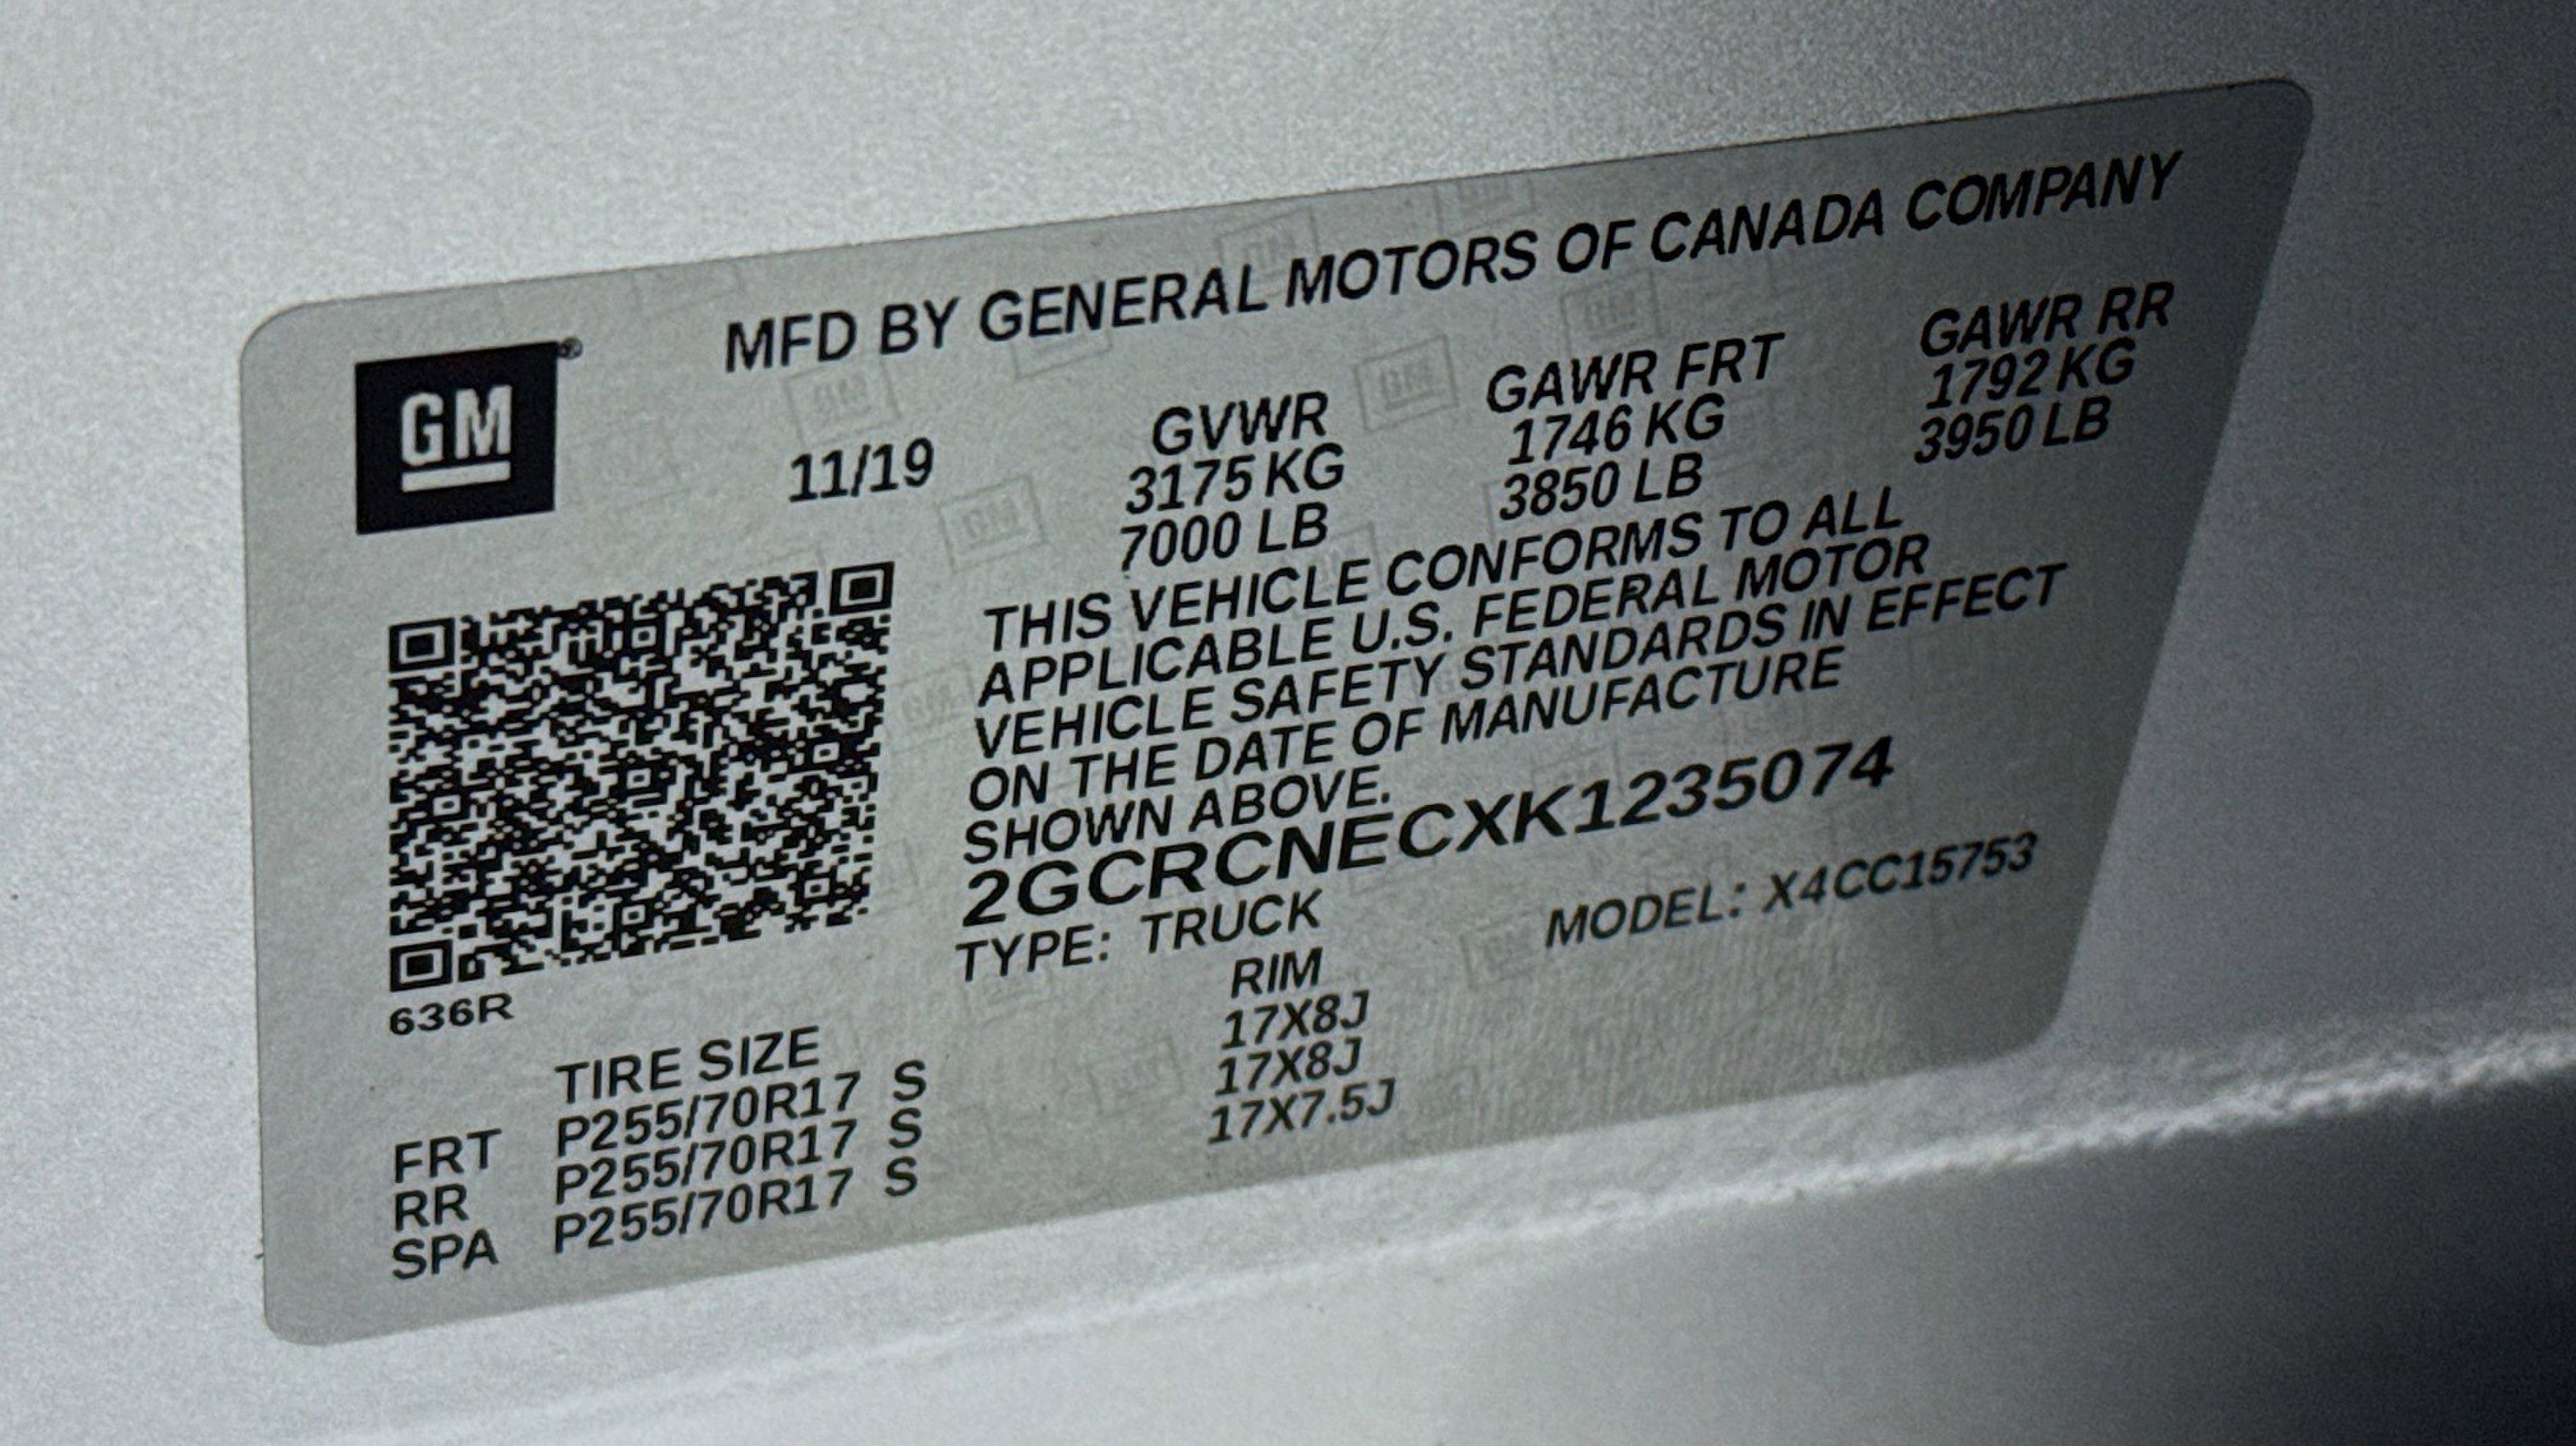 MFD BY GENERAL MOTORS OF CANADA COMPANY
GM
11/19
GVWR GAWR FRT GAWR RR
3175 KG 1746 KG 1792 KG
7000 LB 3850 LB 3950 LB
THIS VEHICLE CONFORMS TO ALL
APPLICABLE U.S. FEDERAL MOTOR
VEHICLE SAFETY STANDARDS IN EFFECT
ON THE DATE OF MANUFACTURE
SHOWN ABOVE.
2GCRCNECXK1235074
TYPE: TRUCK MODEL: X4CC15753
636R
TIRE SIZE RIM
FRT P255/70R17 S 17X8J
RR P255/70R17 S 17X8J
SPA P255/70R17 S 17X7.5J